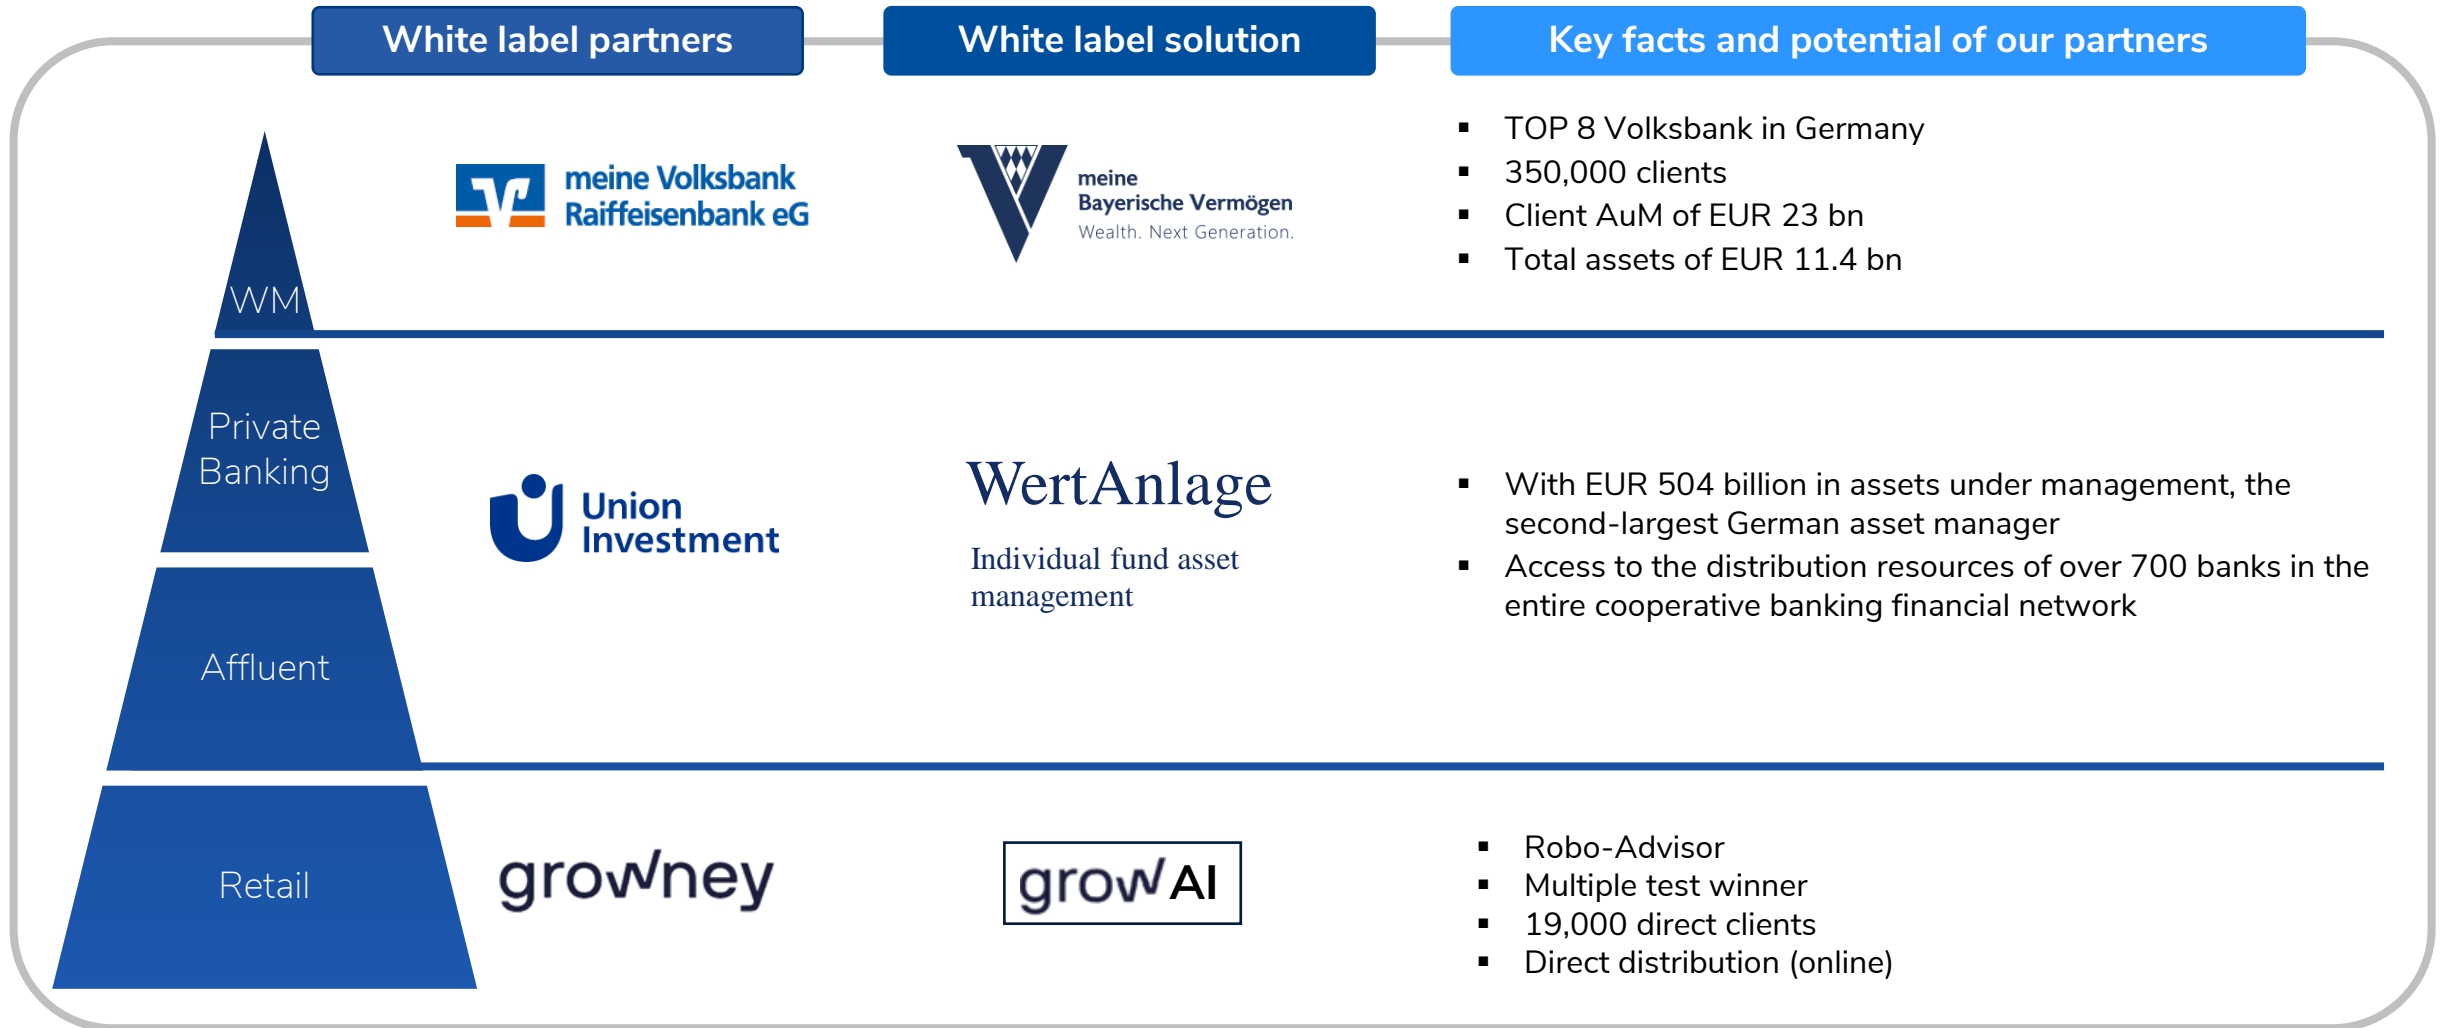 White label partners
White label solution
Key facts and potential of our partners
WM
meine Volksbank
Raiffeisenbank eG
meine
Bayerische Vermögen
Wealth. Next Generation.
▪ TOP 8 Volksbank in Germany
▪ 350,000 clients
▪ Client AuM of EUR 23 bn
▪ Total assets of EUR 11.4 bn
Private
Banking
Affluent
Union
Investment
WertAnlage
Individual fund asset
management
▪ With EUR 504 billion in assets under management, the
second-largest German asset manager
▪ Access to the distribution resources of over 700 banks in the
entire cooperative banking financial network
Retail
growney
grow AI
▪ Robo-Advisor
▪ Multiple test winner
▪ 19,000 direct clients
▪ Direct distribution (online)